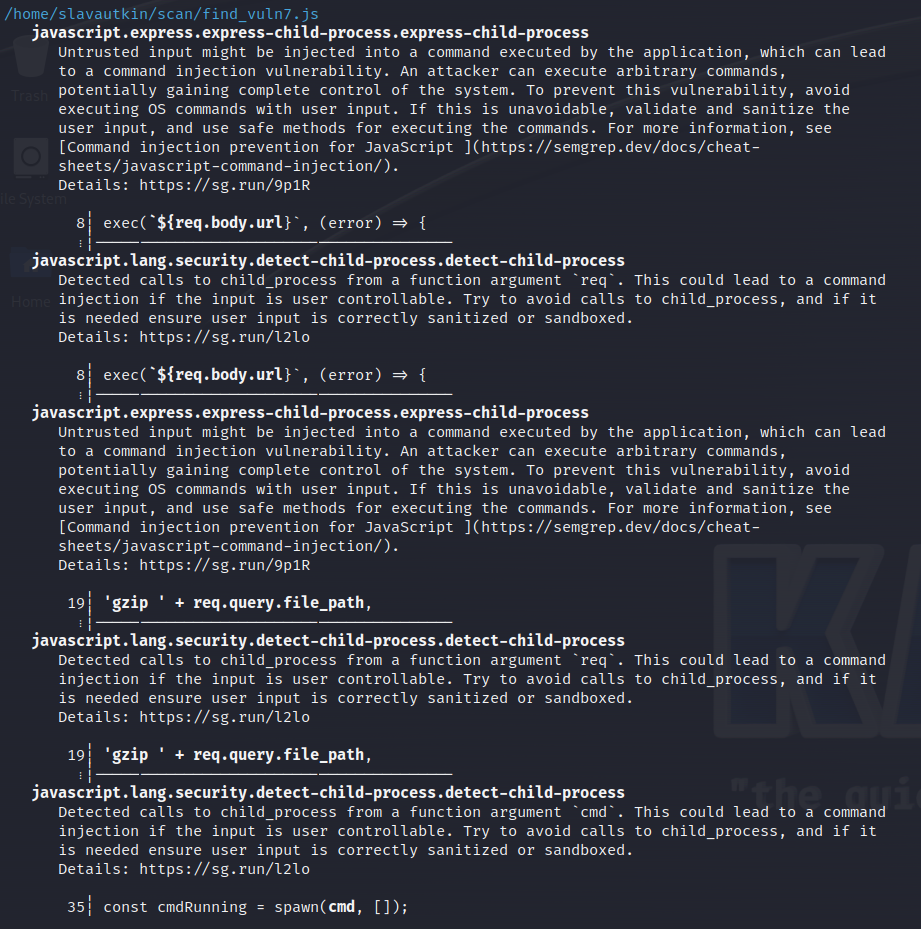 /home/slavautkin/scan/find_vuln7.js
javascript.express.express-child-process.express-child-process
Untrusted input might be injected into a command executed by the application, which can lead
to a command injection vulnerability. An attacker can execute arbitrary commands,
potentially gaining complete control of the system. To prevent this vulnerability, avoid
executing OS commands with user input. If this is unavoidable, validate and sanitize the
user input, and use safe methods for executing the commands. For more information, see
[Command injection prevention for JavaScript ](https://semgrep.dev/docs/cheat-
sheets/javascript-command-injection/).
Details: https://sg.run/9p1R
8┆ exec(`${req.body.url}`, (error) => {
⋮┆----------------------------------------
javascript.lang.security.detect-child-process.detect-child-process
Detected calls to child_process from a function argument `req`. This could lead to a command
injection if the input is user controllable. Try to avoid calls to child_process, and if it
is needed ensure user input is correctly sanitized or sandboxed.
Details: https://sg.run/l2lo
8┆ exec(`${req.body.url}`, (error) => {
⋮┆----------------------------------------
javascript.express.express-child-process.express-child-process
Untrusted input might be injected into a command executed by the application, which can lead
to a command injection vulnerability. An attacker can execute arbitrary commands,
potentially gaining complete control of the system. To prevent this vulnerability, avoid
executing OS commands with user input. If this is unavoidable, validate and sanitize the
user input, and use safe methods for executing the commands. For more information, see
[Command injection prevention for JavaScript ](https://semgrep.dev/docs/cheat-
sheets/javascript-command-injection/).
Details: https://sg.run/9p1R
19┆ 'gzip ' + req.query.file_path,
⋮┆----------------------------------------
javascript.lang.security.detect-child-process.detect-child-process
Detected calls to child_process from a function argument `req`. This could lead to a command
injection if the input is user controllable. Try to avoid calls to child_process, and if it
is needed ensure user input is correctly sanitized or sandboxed.
Details: https://sg.run/l2lo
19┆ 'gzip ' + req.query.file_path,
⋮┆----------------------------------------
javascript.lang.security.detect-child-process.detect-child-process
Detected calls to child_process from a function argument `cmd`. This could lead to a command
injection if the input is user controllable. Try to avoid calls to child_process, and if it
is needed ensure user input is correctly sanitized or sandboxed.
Details: https://sg.run/l2lo
35┆ const cmdRunning = spawn(cmd, []);
Trash
File System
Home
"the qui